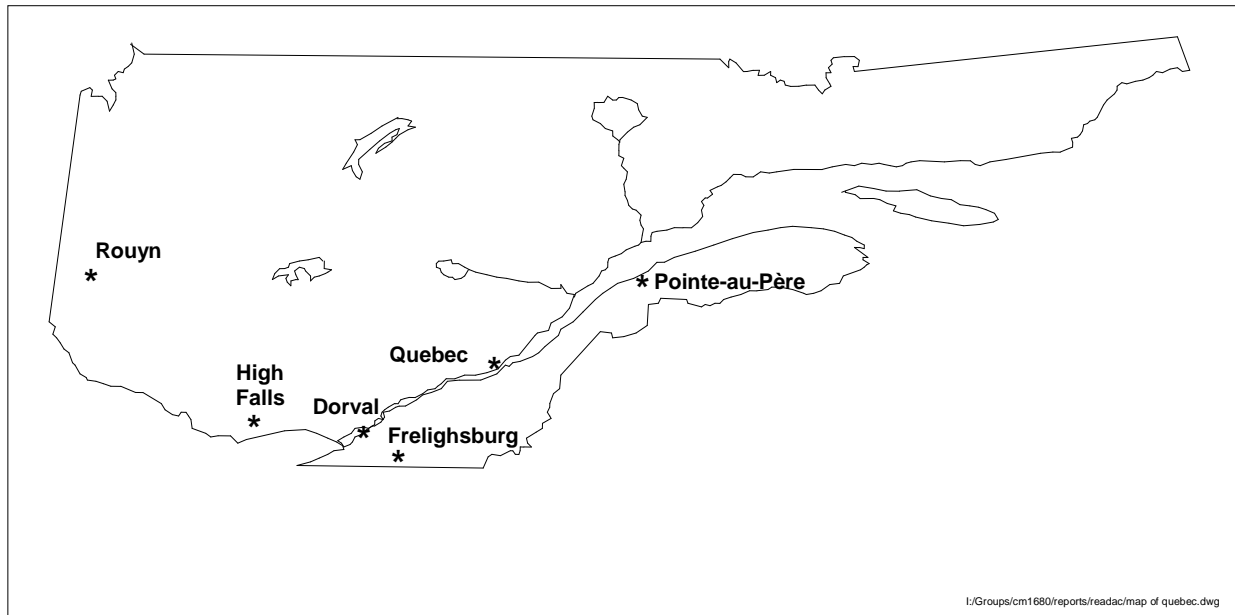 Rouyn
Pointe-au-Père
Quebec
High
Falls
Dorval
Frelighsburg
I:/Groups/cm1680/reports/readac/map of quebec.dwg